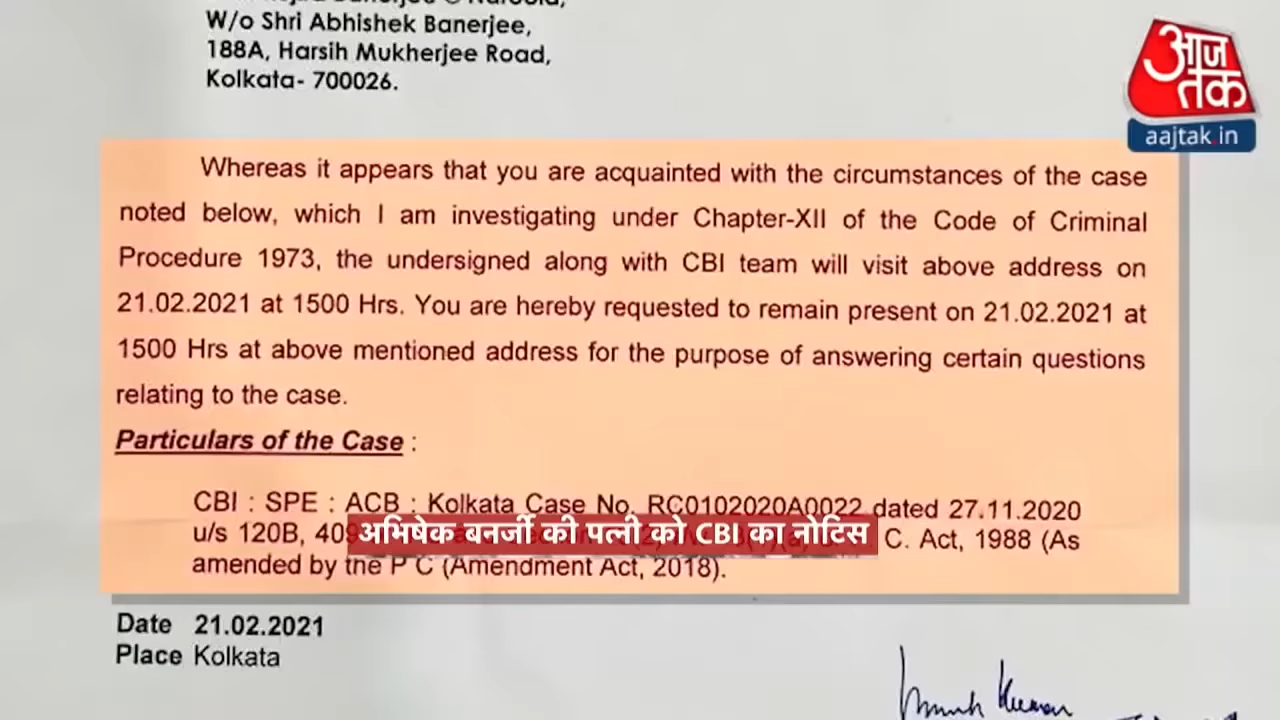 W/o Shri Abhishek Banerjee,
188A, Harsih Mukherjee Road,
Kolkata- 700026.
आज
तक
aajtak.in
Whereas it appears that you are acquainted with the circumstances of the case
noted below, which I am investigating under Chapter-XII of the Code of Criminal
Procedure 1973, the undersigned along with CBI team will visit above address on
21.02.2021 at 1500 Hrs. You are hereby requested to remain present on 21.02.2021 at
1500 Hrs at above mentioned address for the purpose of answering certain questions
relating to the case.
Particulars of the Case :
CBI : SPE : ACB : Kolkata Case No. RC0102020A0022 dated 27.11.2020
u/s 120B, 409 C. Act, 1988 (As
अभिषेक बनर्जी की पत्नी को CBI का नोटिस
amended by the P C (Amendment Act, 2018).
Date 21.02.2021
Place Kolkata